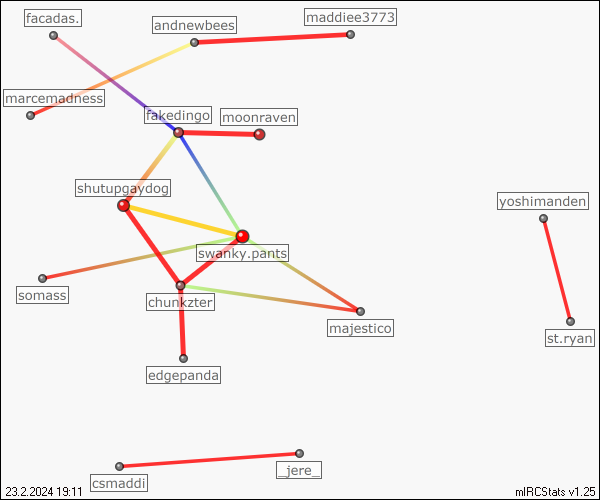 maddiee3773
facadas.
andnewbees
marcemadness
fakedingo
moonraven
shutupgaydog
yoshimanden
swanky.pants
somass
chunkzter
majestico
st.ryan
edgepanda
_jere_
csmaddi
23.2.2024 19:11
mIRCStats v1.25